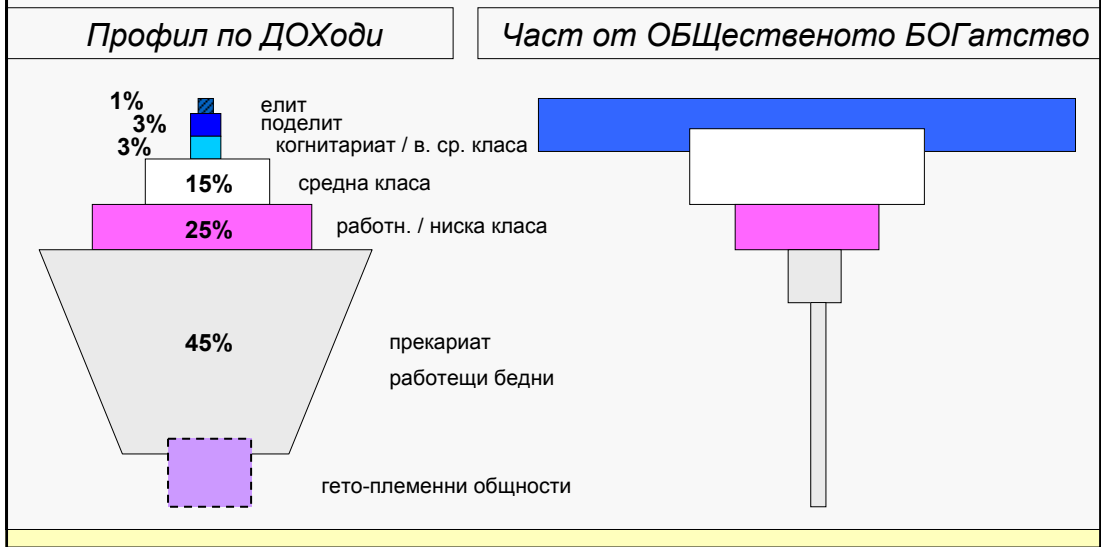 Профил по ДОХоди
Част от ОБЩественото БОГатство
1%
елит
3%
поделит
3%
когнитариат / в. ср. класа
15%
средна класа
25%
работн. / ниска класа
45%
прекариат
работещи бедни
гето-племенни общности